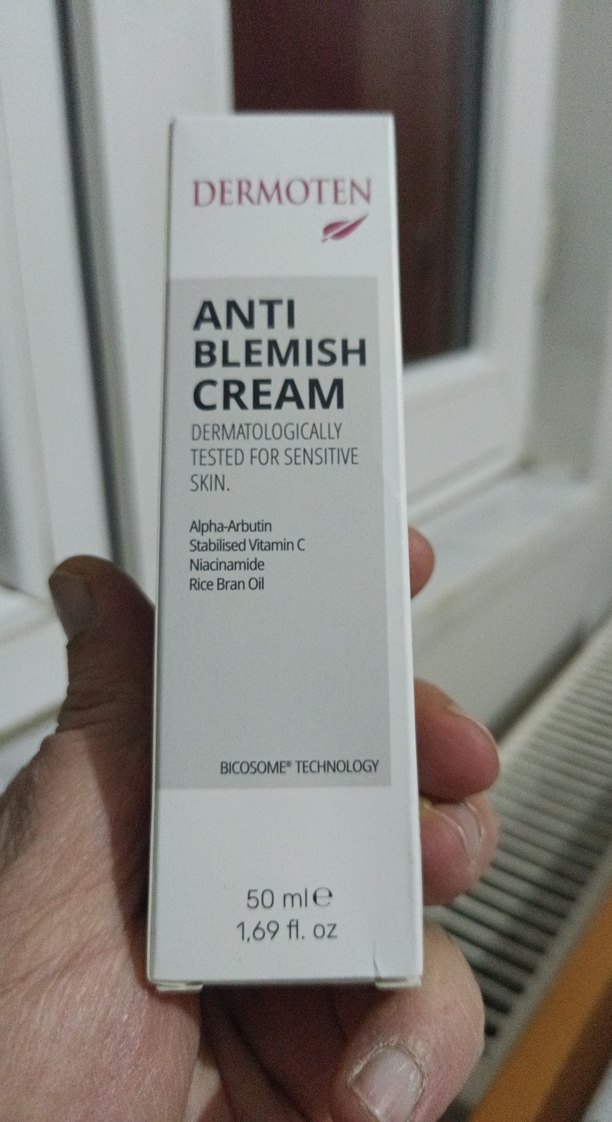 DERMOTEN
ANTI
BLEMISH
CREAM
DERMATOLOGICALLY
TESTED FOR SENSITIVE
SKIN.
Alpha-Arbutin
Stabilised Vitamin C
Niacinamide
Rice Bran Oil
BICOSOME® TECHNOLOGY
50 ml ℮
1,69 fl. oz